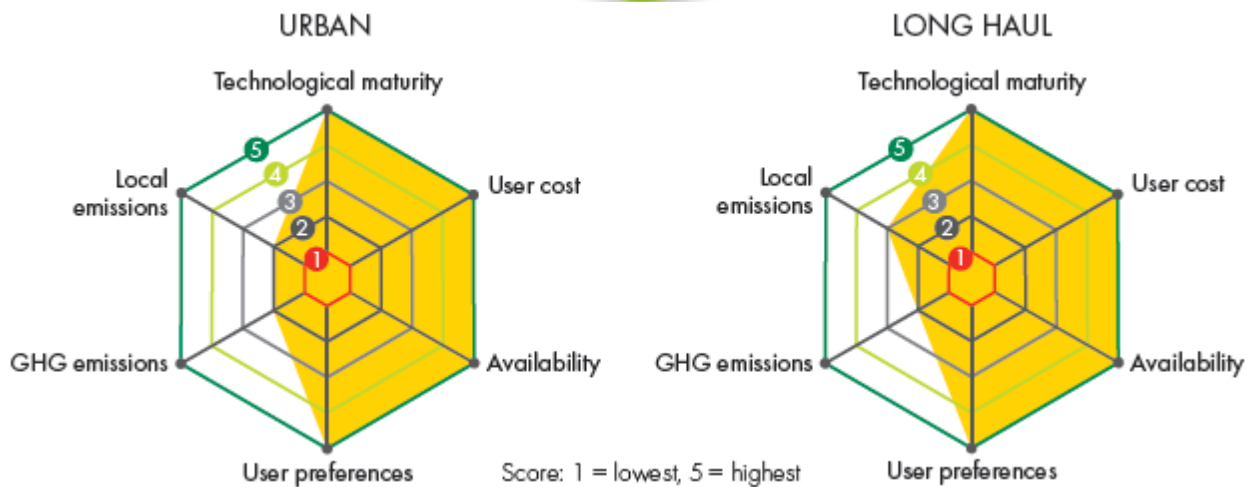 URBAN
Technological maturity
5
4
3
2
1
Local
emissions
User cost
GHG emissions
Availability
User preferences
LONG HAUL
Technological maturity
5
4
3
2
1
Local
emissions
User cost
GHG emissions
Availability
User preferences
Score: 1 = lowest, 5 = highest